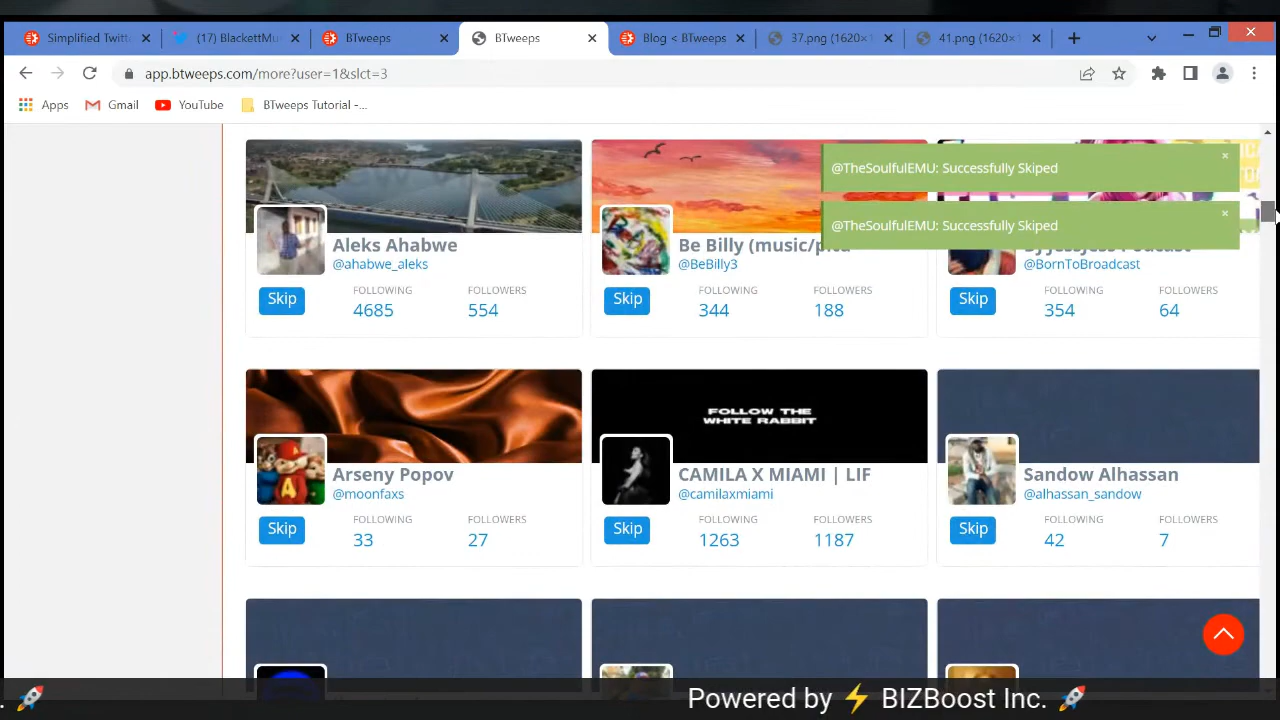 Simplified Twitt
(17) BlackettMu
BTweeps
BTweeps
Blog < BTweeps
37.png (1620×1
41.png (1620×1
app.btweeps.com/more?user=1&slct=3
Apps
Gmail
YouTube
BTweeps Tutorial -...
@TheSoulfulEMU: Successfully Skiped
@TheSoulfulEMU: Successfully Skiped
Aleks Ahabwe
@ahabwe_aleks
Skip
FOLLOWING
4685
FOLLOWERS
554
Be Billy (music/
@BeBilly3
Skip
FOLLOWING
344
FOLLOWERS
188
@BornToBroadcast
Skip
FOLLOWING
354
FOLLOWERS
64
Arseny Popov
@moonfaxs
Skip
FOLLOWING
33
FOLLOWERS
27
FOLLOW THE
WHITE RABBIT
CAMILA X MIAMI | LIF
@camilaxmiami
Skip
FOLLOWING
1263
FOLLOWERS
1187
Sandow Alhassan
@alhassan_sandow
Skip
FOLLOWING
42
FOLLOWERS
7
. 🚀
Powered by ⚡ BIZBoost Inc. 🚀